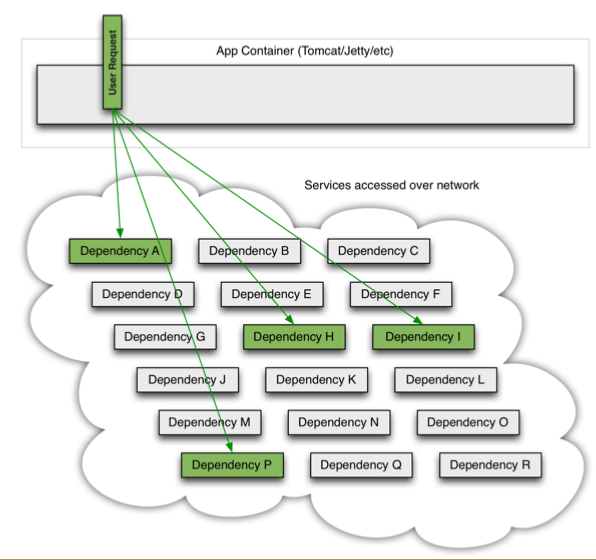 User Request
App Container (Tomcat/Jetty/etc)
Services accessed over network
Dependency A
Dependency B
Dependency C
Dependency D
Dependency E
Dependency F
Dependency G
Dependency H
Dependency I
Dependency J
Dependency K
Dependency L
Dependency M
Dependency N
Dependency O
Dependency P
Dependency Q
Dependency R